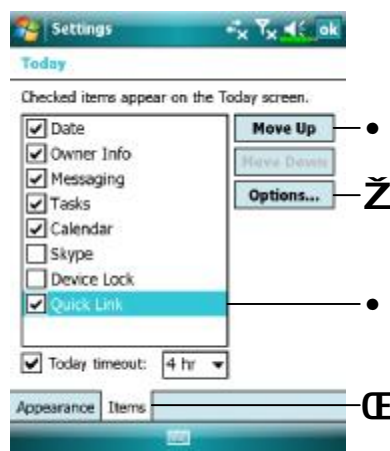 Settings ok
Today
Checked items appear on the Today screen.
Date
Owner Info
Messaging
Tasks
Calendar
Skype
Device Lock
Quick Link
Move Up •
Move Down
Options... Ž
•
Today timeout: 4 hr
Appearance Items Œ